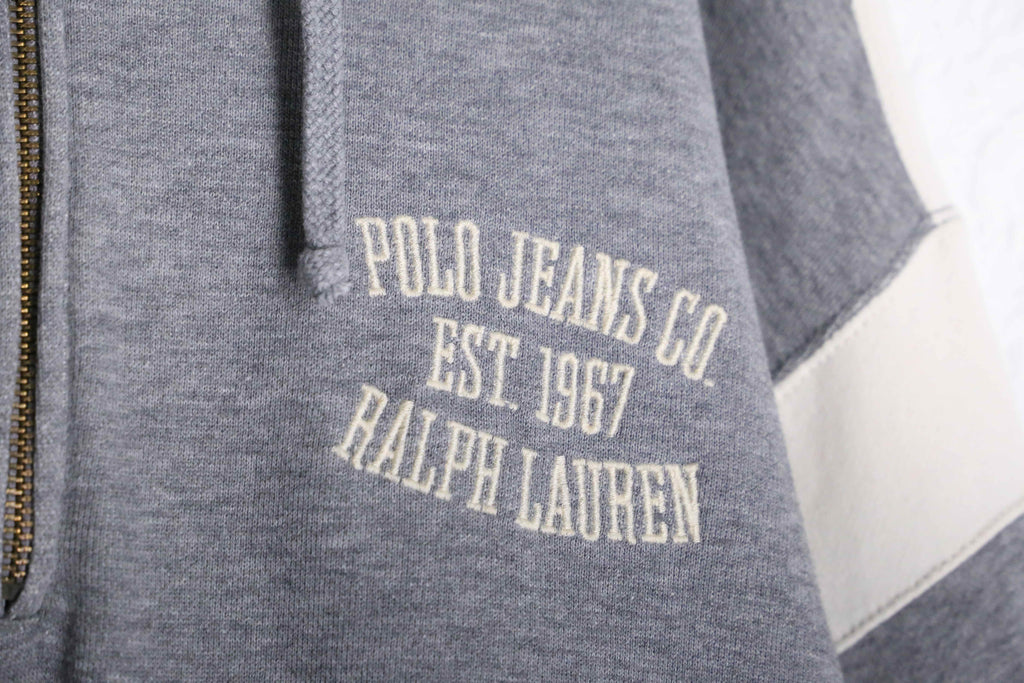 POLO JEANS CO.
EST. 1967
RALPH LAUREN